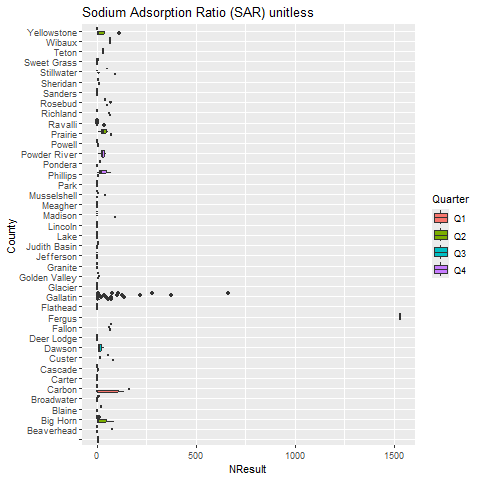 Sodium Adsorption Ratio (SAR) unitless
County
Yellowstone
Wibaux
Teton
Sweet Grass
Stillwater
Sheridan
Sanders
Rosebud
Richland
Ravalli
Prairie
Powell
Powder River
Pondera
Phillips
Park
Musselshell
Meagher
Madison
Lincoln
Lake
Judith Basin
Jefferson
Granite
Golden Valley
Glacier
Gallatin
Flathead
Fergus
Fallon
Deer Lodge
Dawson
Custer
Cascade
Carter
Carbon
Broadwater
Blaine
Big Horn
Beaverhead
0 500 1000 1500
NResult
Quarter
Q1
Q2
Q3
Q4